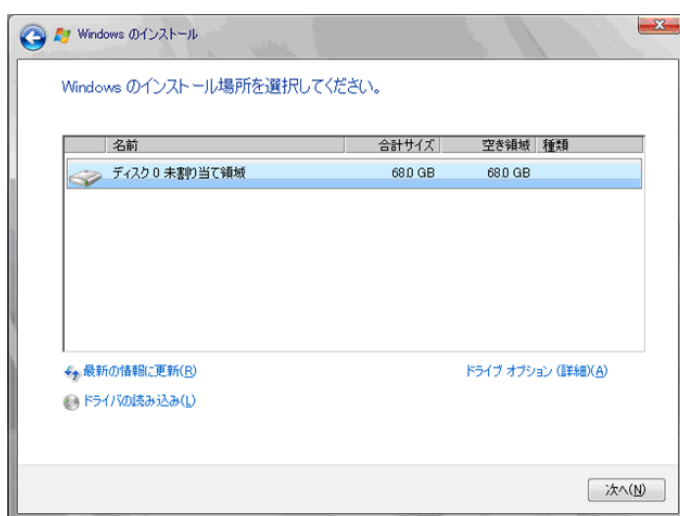 Windows のインストール
Windows のインストール場所を選択してください。
名前 合計サイズ 空き領域 種類
ディスク 0 未割り当て領域 68.0 GB 68.0 GB
最新の情報に更新(R) ドライブ オプション (詳細)(A)
ドライバの読み込み(L)
次へ(N)